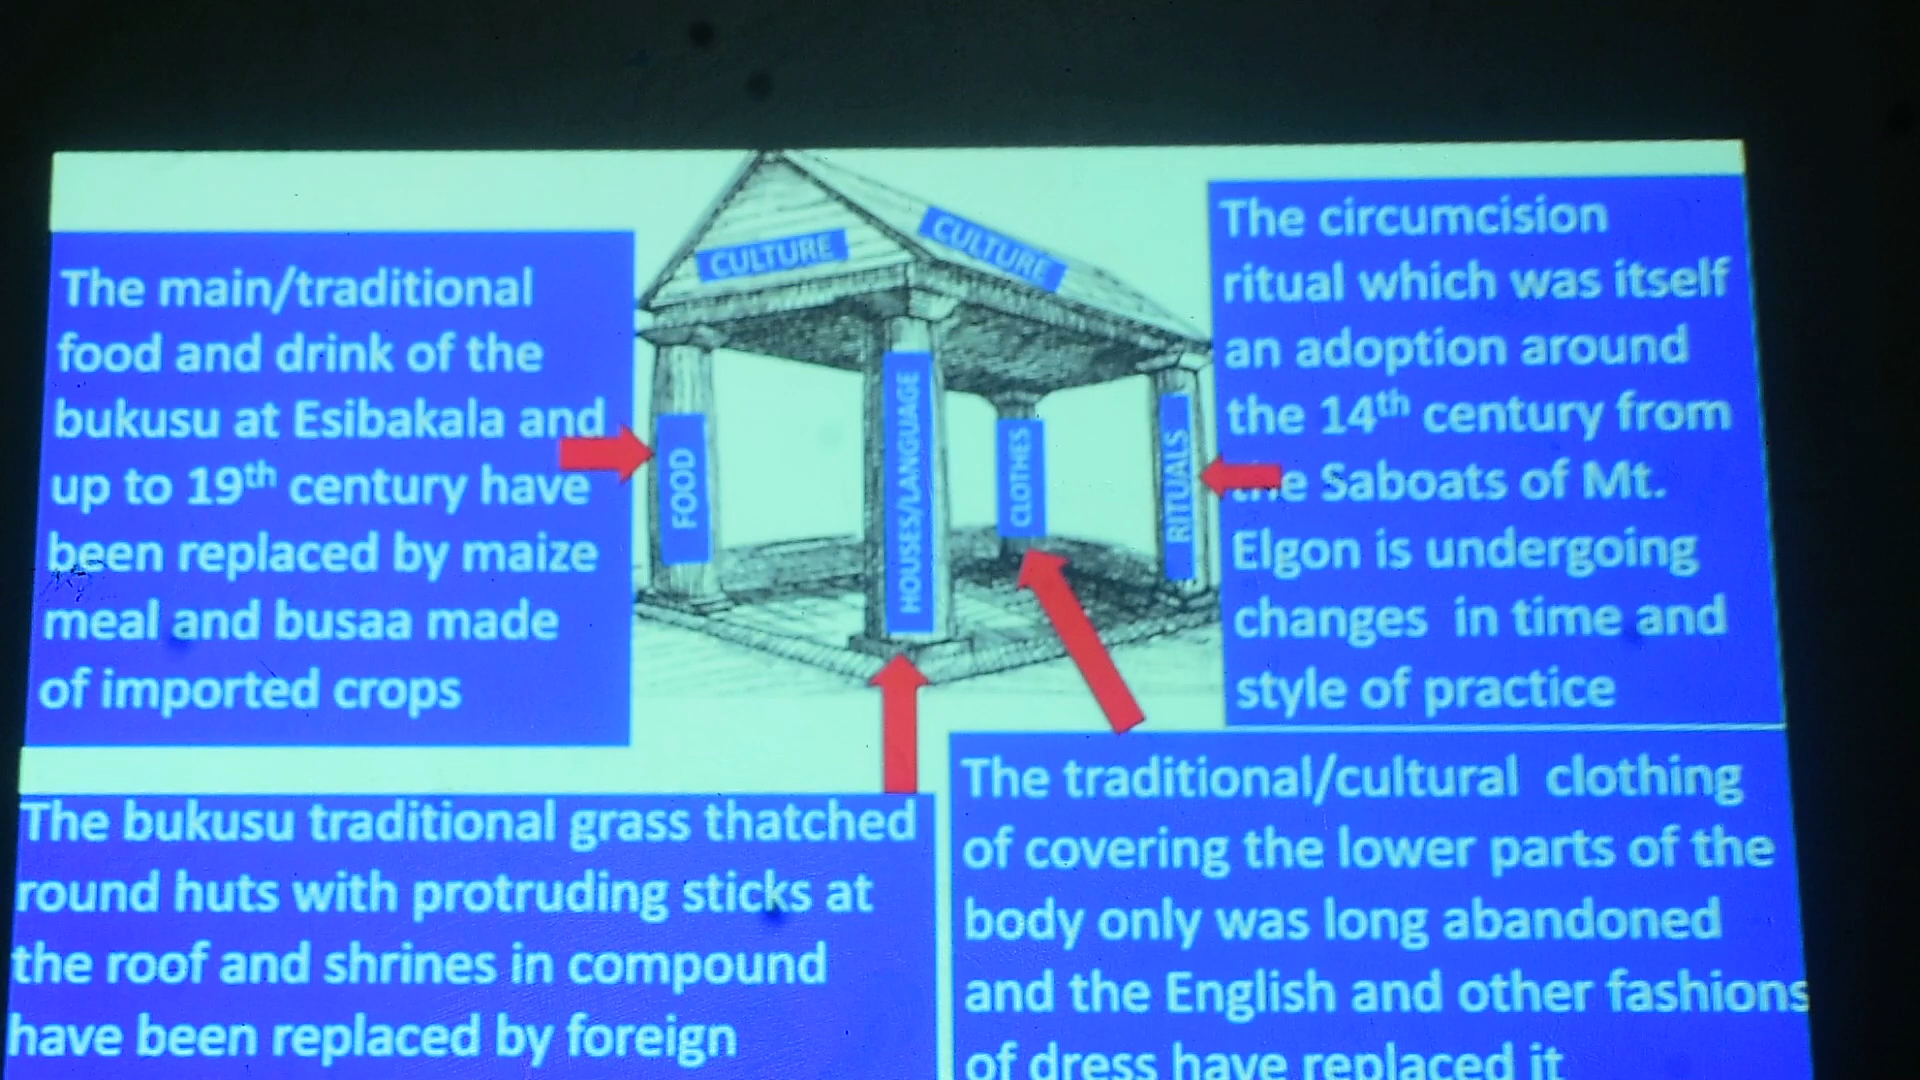 CULTURE
CULTURE
The main/traditional
food and drink of the
bukusu at Esibakala and
up to 19th century have
been replaced by maize
meal and busaa made
of imported crops
FOOD
HOUSES/LANGUAGE
CLOTHES
RITUALS
The circumcision
ritual which was itself
an adoption around
the 14th century from
the Saboats of Mt.
Elgon is undergoing
changes in time and
style of practice
The bukusu traditional grass thatched
round huts with protruding sticks at
the roof and shrines in compound
have been replaced by foreign
The traditional/cultural clothing
of covering the lower parts of the
body only was long abandoned
and the English and other fashions
of dress have replaced it